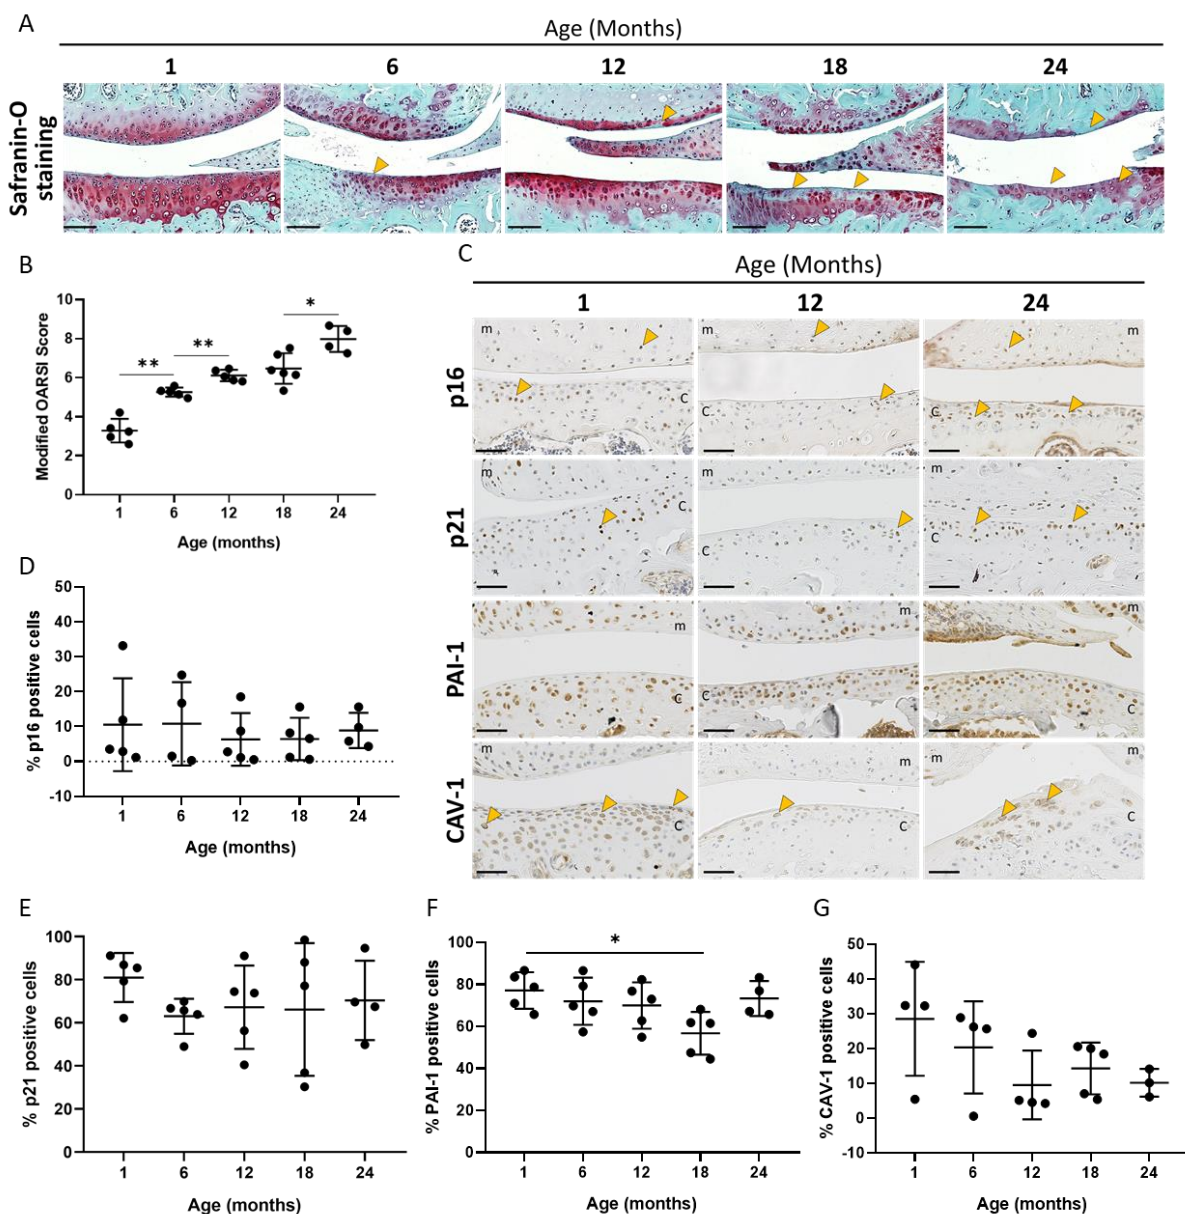 A
Age (Months)
1 6 12 18 24
Safranin-O
staining
B
Modified OARSI Score
10
8
6
4
2
0
** ** *
1 6 12 18 24
Age (months)
C
Age (Months)
1 12 24
p16
m m m
C C C
p21
m m m
C C C
PAI-1
m m m
C C C
CAV-1
m m m m
C C C
D
% p16 positive cells
50
40
30
20
10
0
-10
1 6 12 18 24
Age (months)
E
% p21 positive cells
100
80
60
40
20
0
1 6 12 18 24
Age (months)
F
% PAI-1 positive cells
100
80
60
40
20
0
*
1 6 12 18 24
Age (months)
G
% CAV-1 positive cells
50
40
30
20
10
0
-10
1 6 12 18 24
Age (months)